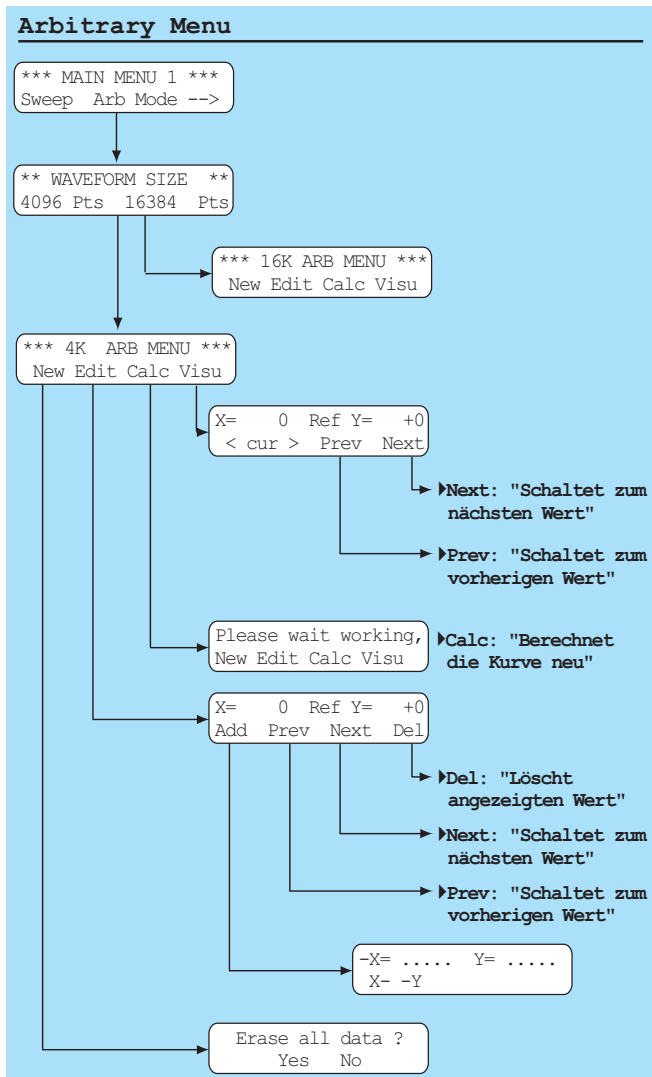 Arbitrary Menu
*** MAIN MENU 1 ***
Sweep Arb Mode -->
** WAVEFORM SIZE **
4096 Pts 16384 Pts
*** 16K ARB MENU ***
New Edit Calc Visu
*** 4K ARB MENU ***
New Edit Calc Visu
X= 0 Ref Y= +0
< cur > Prev Next
Next: "Schaltet zum
nächsten Wert"
Prev: "Schaltet zum
vorherigen Wert"
Please wait working,
New Edit Calc Visu
Calc: "Berechnet
die Kurve neu"
X= 0 Ref Y= +0
Add Prev Next Del
Del: "Löscht
angezeigten Wert"
Next: "Schaltet zum
nächsten Wert"
Prev: "Schaltet zum
vorherigen Wert"
-X= ..... Y= .....
X- -Y
Erase all data ?
Yes No